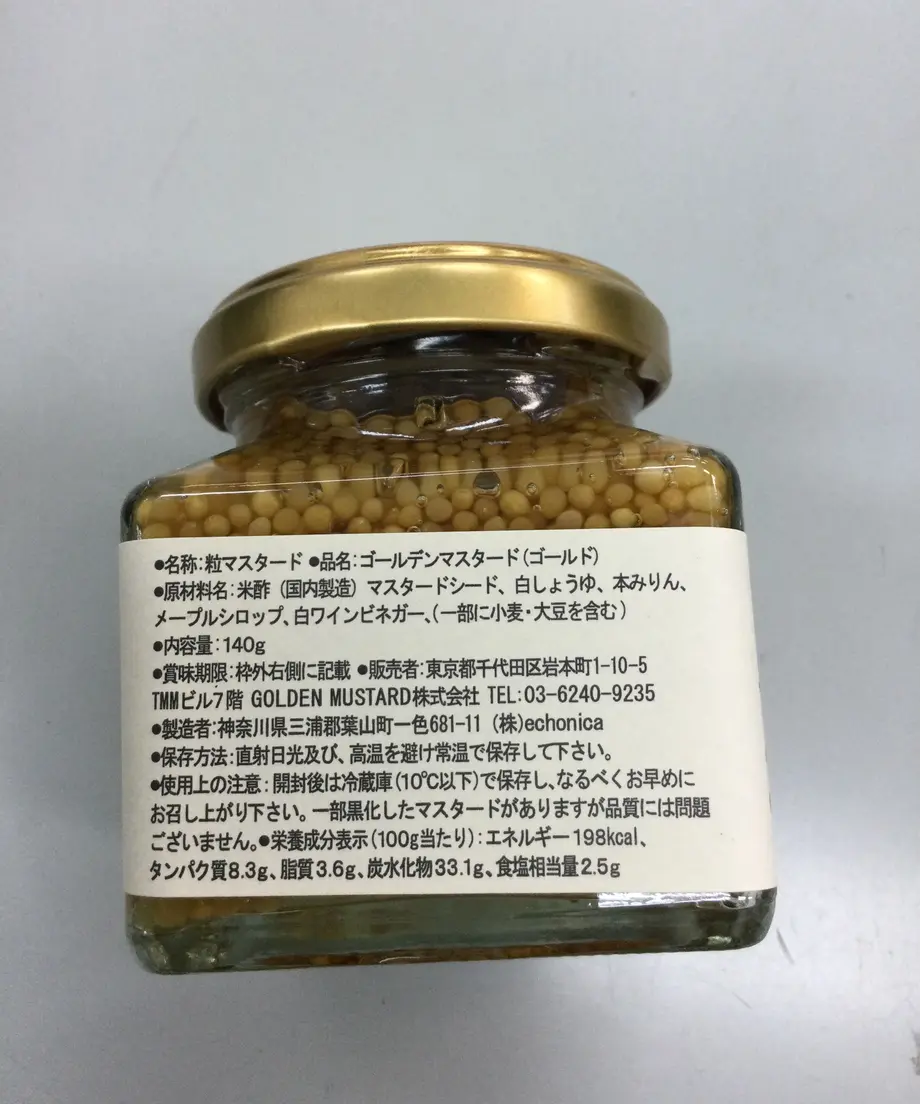 ●名称:粒マスタード ●品名:ゴールデンマスタード(ゴールド)
●原材料名:米酢(国内製造)マスタードシード、白しょうゆ、本みりん、
メープルシロップ、白ワインビネガー、(一部に小麦・大豆を含む)
●内容量:140g
●賞味期限:枠外右側に記載 ●販売者:東京都千代田区岩本町1-10-5
TMMビル7階 GOLDEN MUSTARD株式会社 TEL:03-6240-9235
●製造者:神奈川県三浦郡葉山町一色681-11(株)echonica
●保存方法:直射日光及び、高温を避け常温で保存して下さい。
●使用上の注意:開封後は冷蔵庫(10℃以下)で保存し、なるべくお早めに
お召し上がり下さい。一部黒化したマスタードがありますが品質には問題
ございません。●栄養成分表示(100g当たり):エネルギー198kcal、
タンパク質8.3g、脂質3.6g、炭水化物33.1g、食塩相当量2.5g